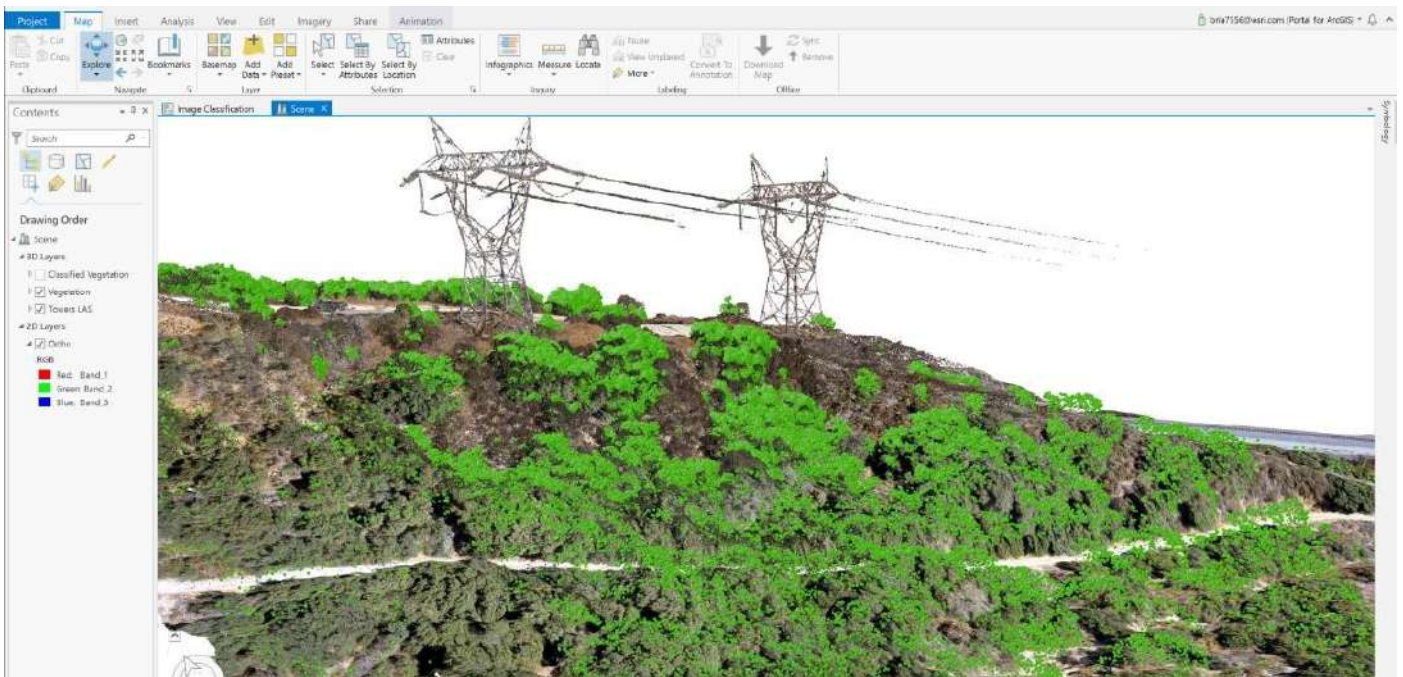 Project Map Insert Analysis View Edit Imagery Share Animation
Cut
Copy
Paste
Clipboard
Explore
Bookmarks
Navigate
Basemap Add Data Add Preset
Layer
Select Select By Attributes Select By Location
Attributes
Clear
Selection
Infographics Measure Locate
Inquiry
Pause
View Unplaced
More
Convert To Annotation
Labeling
Download Map
Sync
Remove
Offline
Contents
Image Classification Scene
Symbology
Search
Drawing Order
Scene
3D Layers
Classified Vegetation
Vegetation
Towers LAS
2D Layers
Ortho
RGB
Red: Band_1
Green: Band_2
Blue: Band_3